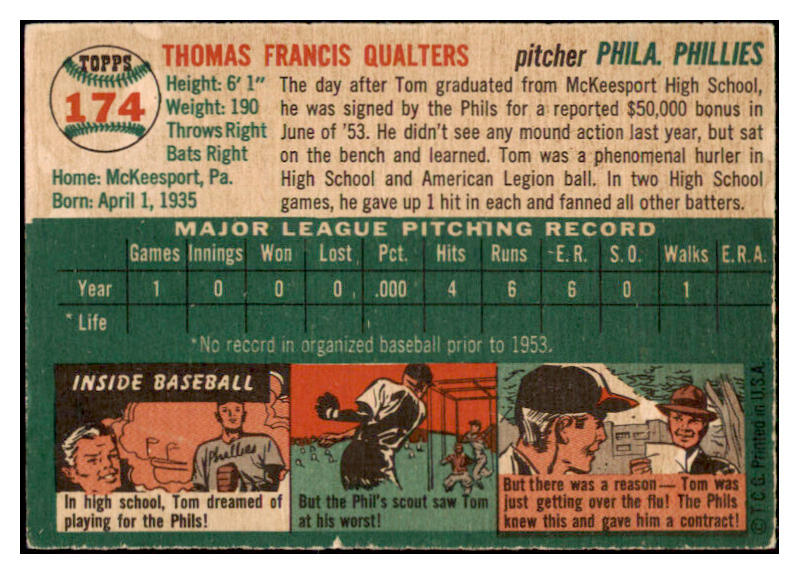 TOPPS
174
THOMAS FRANCIS QUALTERS
pitcher PHILA. PHILLIES
Height: 6' 1"
Weight: 190
Throws Right
Bats Right
Home: McKeesport, Pa.
Born: April 1, 1935
The day after Tom graduated from McKeesport High School,
he was signed by the Phils for a reported $50,000 bonus in
June of '53. He didn't see any mound action last year, but sat
on the bench and learned. Tom was a phenomenal hurler in
High School and American Legion ball. In two High School
games, he gave up 1 hit in each and fanned all other batters.
MAJOR LEAGUE PITCHING RECORD
Games Innings Won Lost Pct. Hits Runs E.R. S.O. Walks E.R.A.
Year 1 0 0 0 .000 4 6 6 0 1
* Life
*No record in organized baseball prior to 1953.
INSIDE BASEBALL
Phillies
In high school, Tom dreamed of
playing for the Phils!
But the Phil's scout saw Tom
at his worst!
But there was a reason— Tom was
just getting over the flu! The Phils
knew this and gave him a contract!
© T.C.G. Printed in U.S.A.